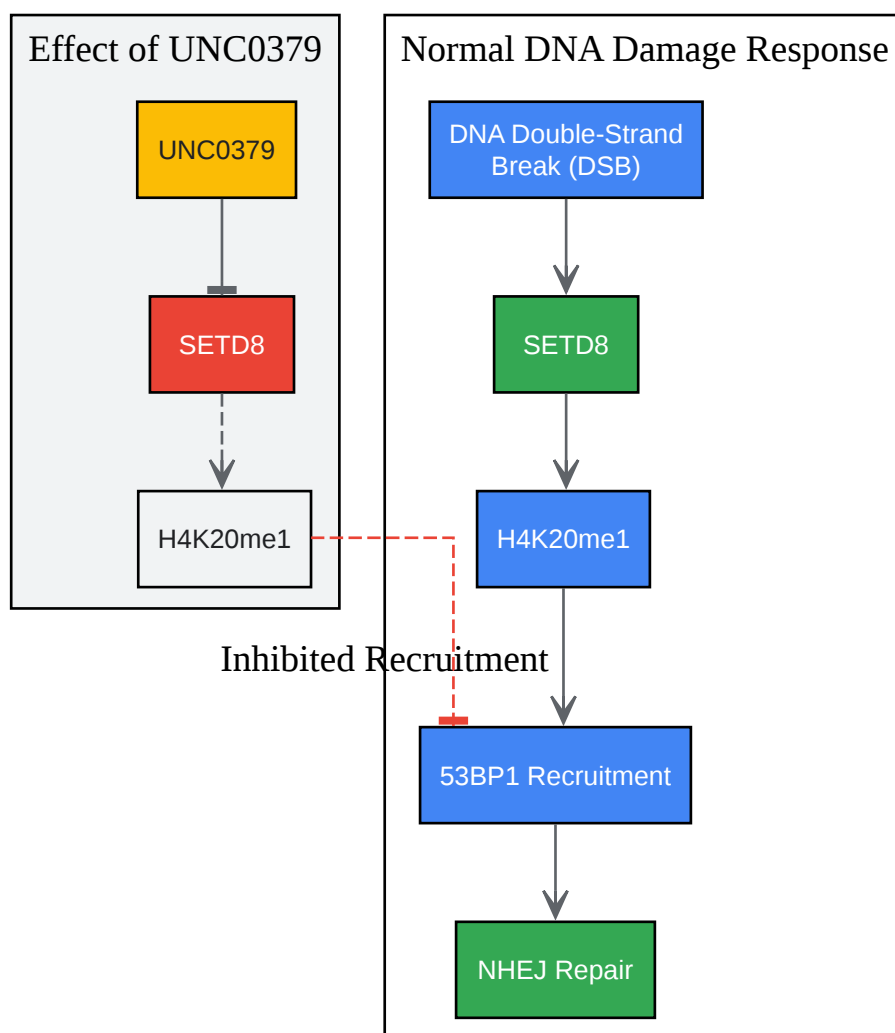 Effect of UNC0379
UNC0379
SETD8
H4K20me1
Inhibited Recruitment
Normal DNA Damage Response
DNA Double-Strand
Break (DSB)
SETD8
H4K20me1
53BP1 Recruitment
NHEJ Repair